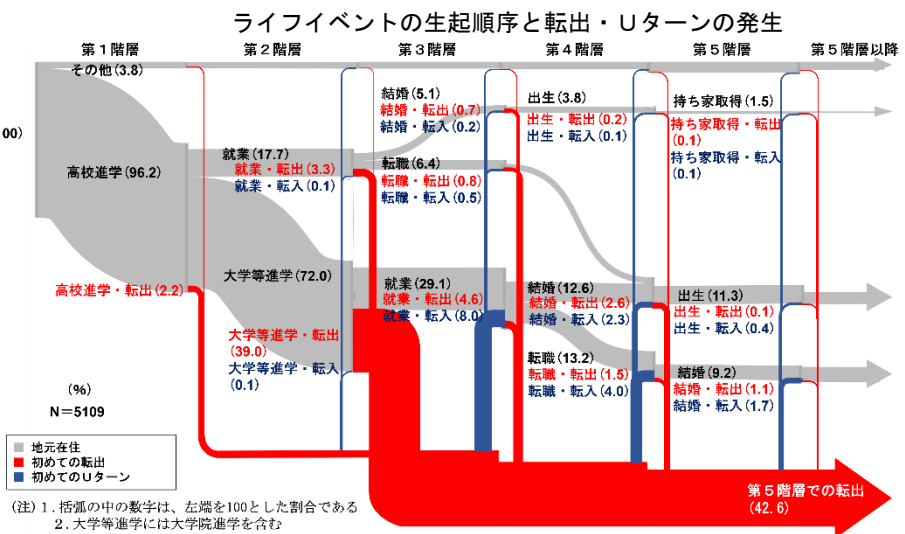 ライフイベントの生起順序と転出・Uターンの発生
第1階層
第2階層
第3階層
第4階層
第5階層
第5階層以降
その他(3.8)
00)
高校進学(96.2)
高校進学・転出(2.2)
就業(17.7)
就業・転出(3.3)
就業・転入(0.1)
大学等進学(72.0)
大学等進学・転出
(39.0)
大学等進学・転入
(0.1)
結婚(5.1)
結婚・転出(0.7)
結婚・転入(0.2)
転職(6.4)
転職・転出(0.8)
転職・転入(0.5)
就業(29.1)
就業・転出(4.6)
就業・転入(8.0)
出生(3.8)
出生・転出(0.2)
出生・転入(0.1)
結婚(12.6)
結婚・転出(2.6)
結婚・転入(2.3)
転職(13.2)
転職・転出(1.5)
転職・転入(4.0)
持ち家取得(1.5)
持ち家取得・転出
(0.1)
持ち家取得・転入
(0.1)
出生(11.3)
出生・転出(0.1)
出生・転入(0.4)
結婚(9.2)
結婚・転出(1.1)
結婚・転入(1.7)
第5階層での転出
(42.6)
(%)
N＝5109
地元在住
初めての転出
初めてのUターン
(注) 1．括弧の中の数字は、左端を100とした割合である
2．大学等進学には大学院進学を含む